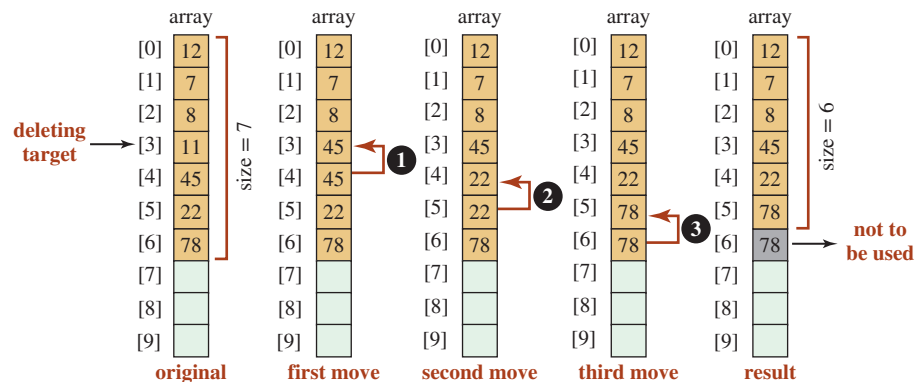 array array array array array
[0] 12 [0] 12 [0] 12 [0] 12 [0] 12
[1] 7 [1] 7 [1] 7 [1] 7 [1] 7
[2] 8 [2] 8 [2] 8 [2] 8 [2] 8
deleting
target
[3] 11 [3] 45 [3] 45 [3] 45 [3] 45
size = 7
1
size = 6
[4] 45 [4] 45 [4] 22 [4] 22 [4] 22
2
[5] 22 [5] 22 [5] 22 [5] 78 [5] 78
3
[6] 78 [6] 78 [6] 78 [6] 78 [6] 78
not to
be used
[7] [7] [7] [7] [7]
[8] [8] [8] [8] [8]
[9] [9] [9] [9] [9]
original first move second move third move result